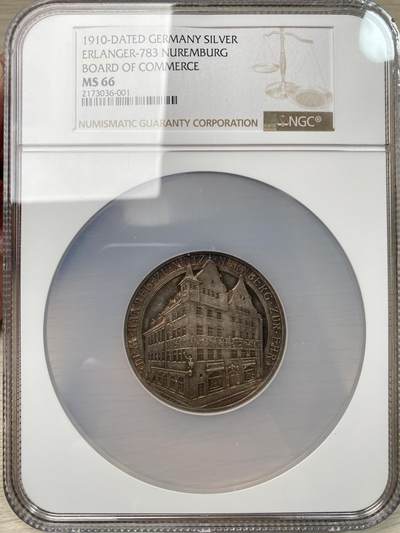 1910-DATED GERMANY SILVER
ERLANGER-783 NUREMBURG
BOARD OF COMMERCE
MS 66
2173036-001
NUMISMATIC GUARANTY CORPORATION
NGC®